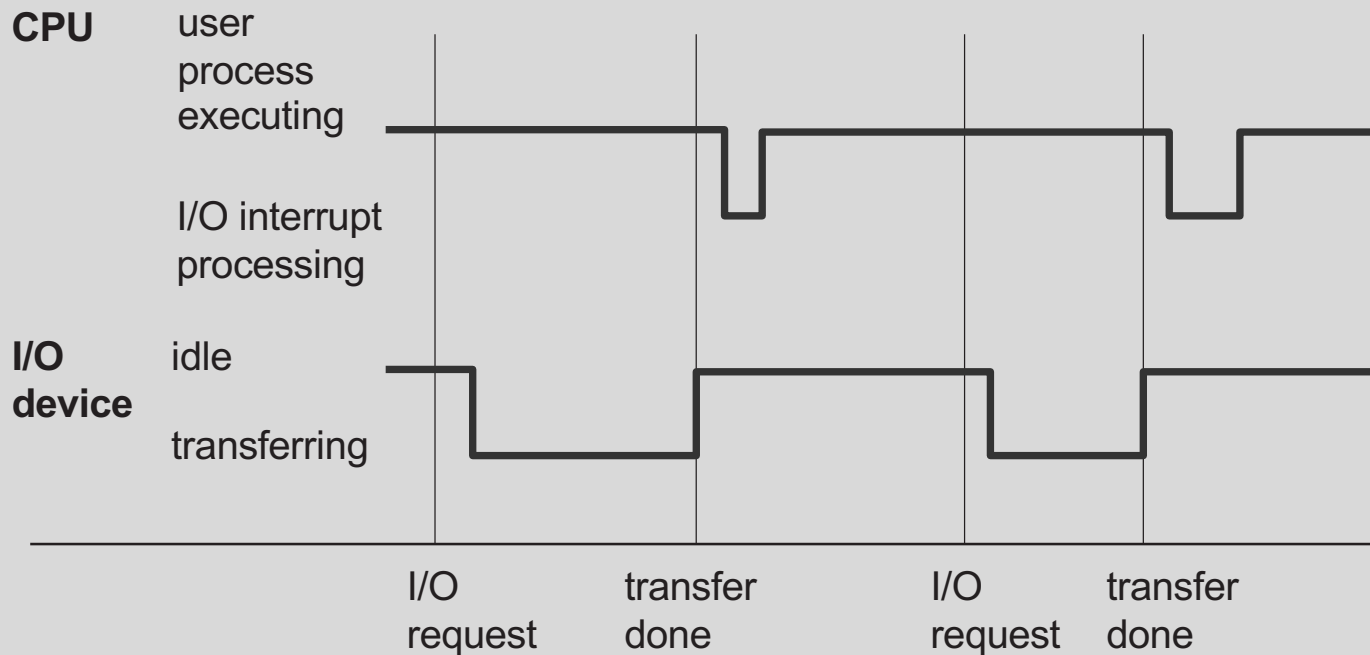 CPU
user
process
executing
I/O interrupt
processing
I/O
device
idle
transferring
I/O
request
transfer
done
I/O
request
transfer
done